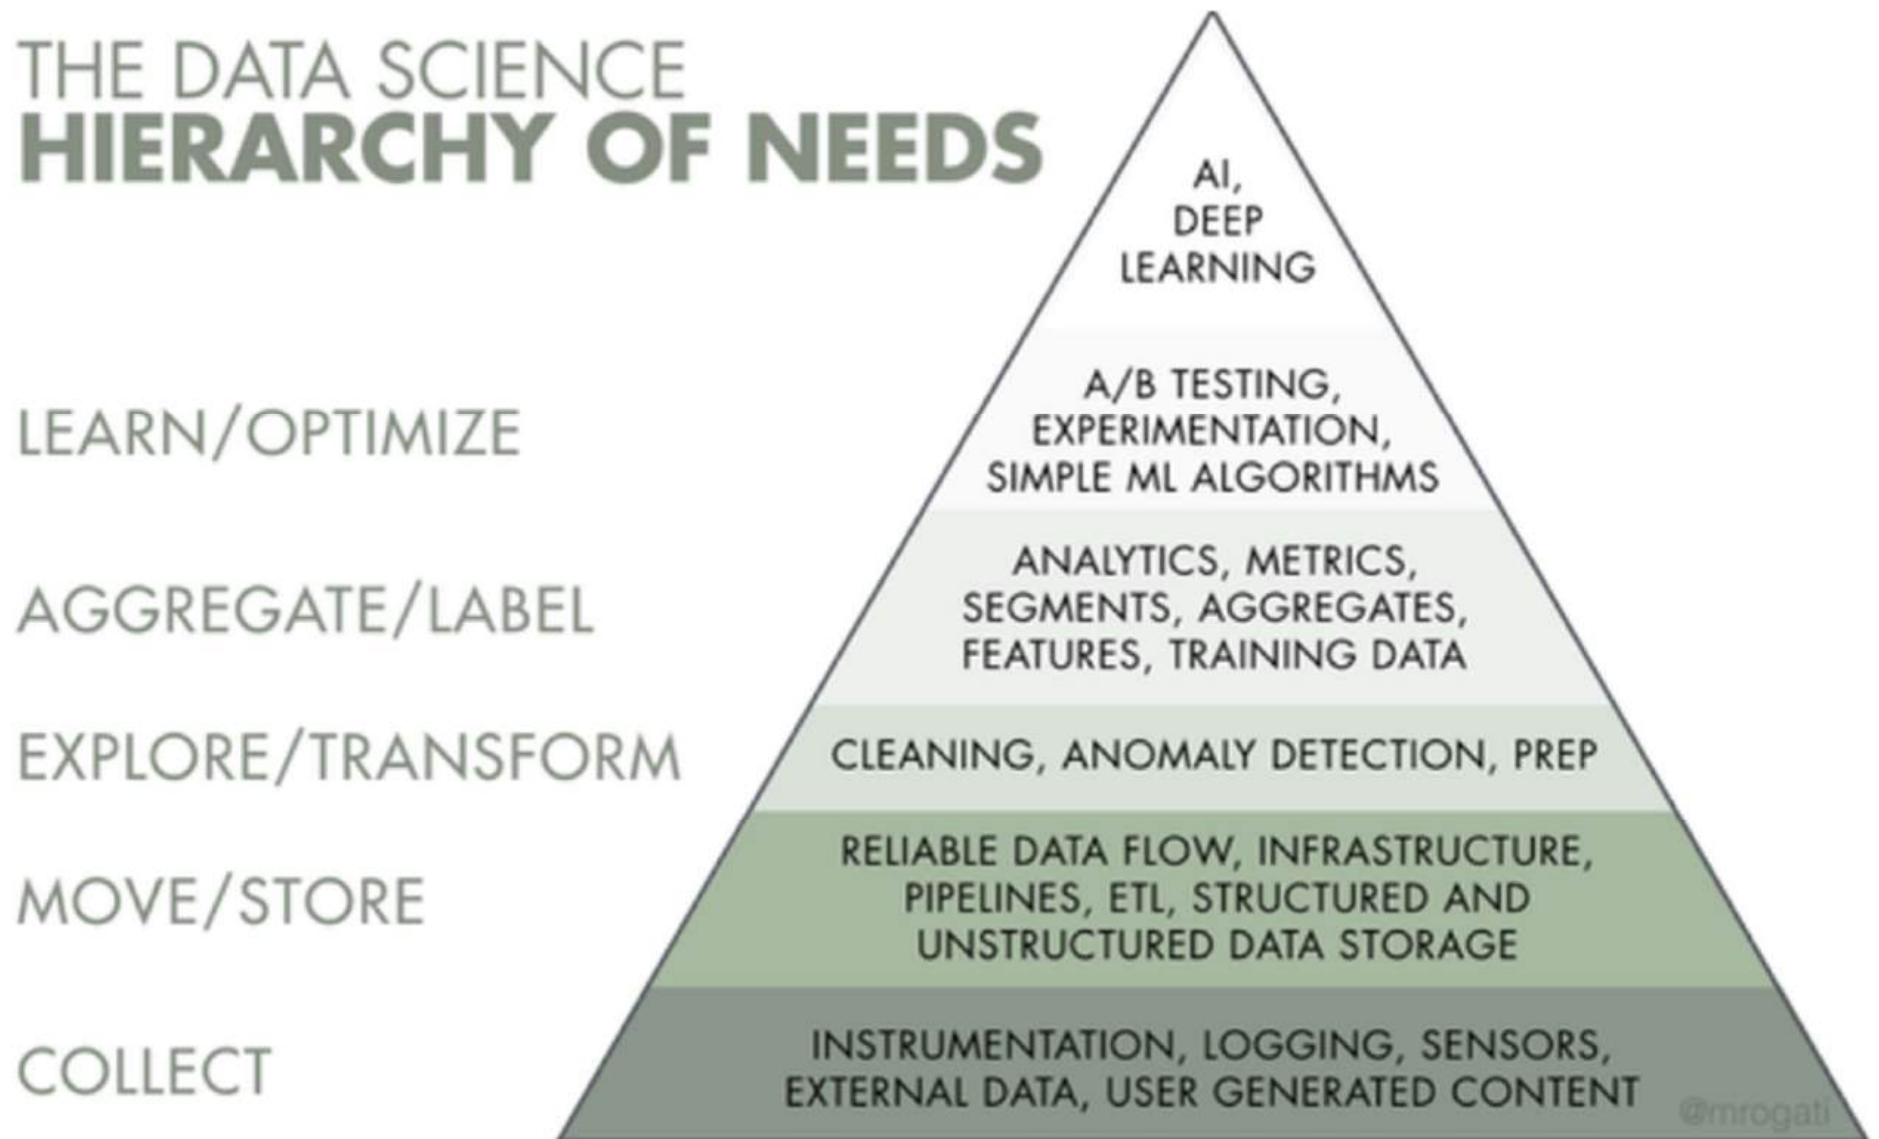 THE DATA SCIENCE
HIERARCHY OF NEEDS
AI,
DEEP
LEARNING
LEARN/OPTIMIZE
A/B TESTING,
EXPERIMENTATION,
SIMPLE ML ALGORITHMS
AGGREGATE/LABEL
ANALYTICS, METRICS,
SEGMENTS, AGGREGATES,
FEATURES, TRAINING DATA
EXPLORE/TRANSFORM
CLEANING, ANOMALY DETECTION, PREP
MOVE/STORE
RELIABLE DATA FLOW, INFRASTRUCTURE,
PIPELINES, ETL, STRUCTURED AND
UNSTRUCTURED DATA STORAGE
COLLECT
INSTRUMENTATION, LOGGING, SENSORS,
EXTERNAL DATA, USER GENERATED CONTENT
@mrogati